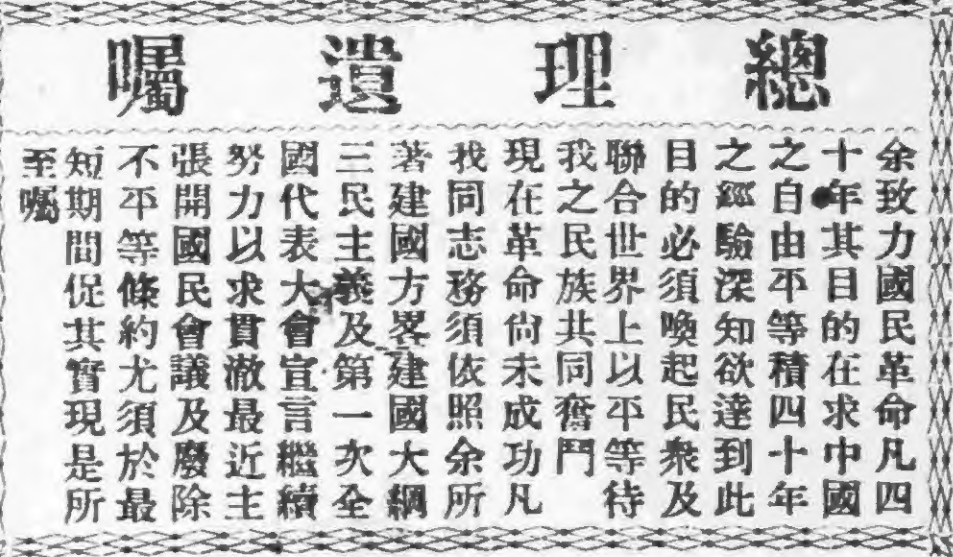 總理遺囑
余致力國民革命凡四
十年其目的在求中國
之自由平等積四十年
之經驗深知欲達到此
目的必須喚起民衆及
聯合世界上以平等待
我之民族共同奮鬥
現在革命尙未成功凡
我同志務須依照余所
著建國方畧建國大綱
三民主義及第一次全
國代表大會宣言繼續
努力以求貫澈最近主
張開國民會議及廢除
不平等條約尤須於最
短期間促其實現是所
至囑